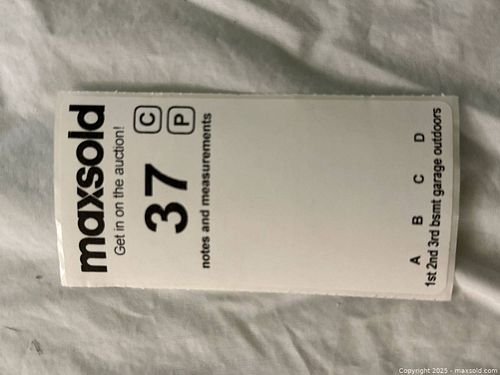 maxsold
Get in on the auction!
37 C
P
notes and measurements
A B C D
1st 2nd 3rd bsmt garage outdoors
Copyright 2025 - maxsold.com